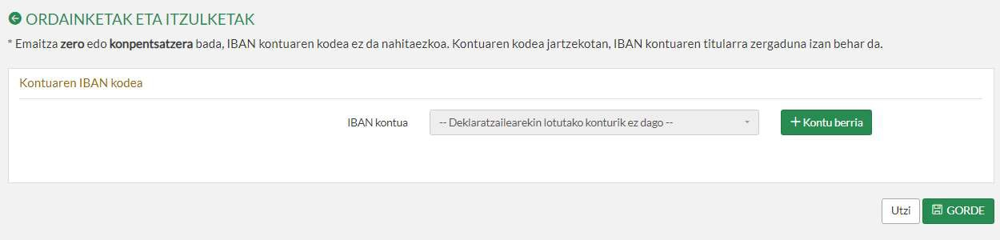 ORDAINKETAK ETA ITZULKETAK
* Emaitza zero edo konpentsatzera bada, IBAN kontuaren kodea ez da nahitaezkoa. Kontuaren kodea jartzekotan, IBAN kontuaren titularra zergaduna izan behar da.
Kontuaren IBAN kodea
IBAN kontua -- Deklaratzailearekin lotutako konturik ez dago -- + Kontu berria
Utzi GORDE